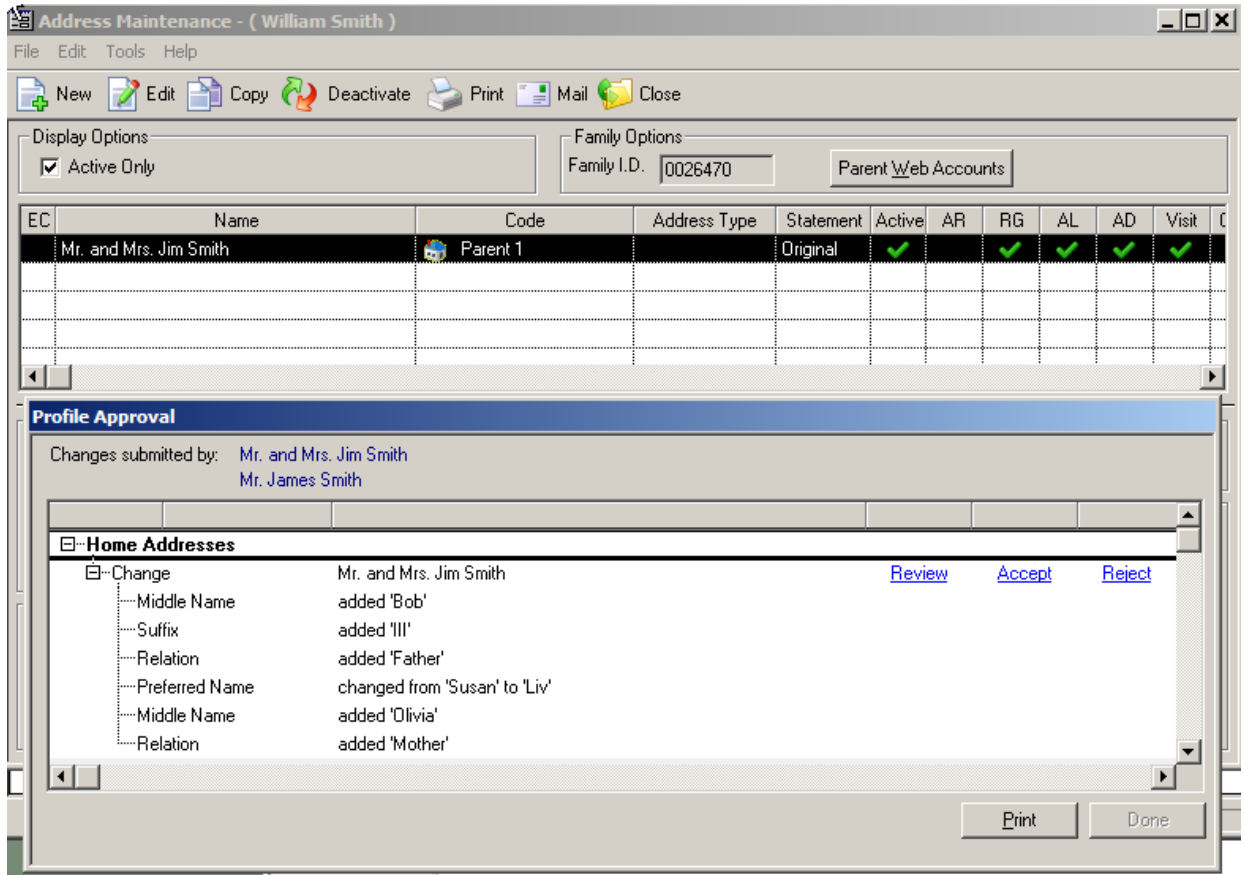 Address Maintenance - ( William Smith )
File Edit Tools Help
New Edit Copy Deactivate Print Mail Close
Display Options
Active Only
Family Options
Family I.D. 0026470 Parent Web Accounts
EC Name Code Address Type Statement Active AR RG AL AD Visit
Mr. and Mrs. Jim Smith Parent 1 Original
Profile Approval
Changes submitted by: Mr. and Mrs. Jim Smith
Mr. James Smith
Home Addresses
Change Mr. and Mrs. Jim Smith Review Accept Reject
Middle Name added 'Bob'
Suffix added 'III'
Relation added 'Father'
Preferred Name changed from 'Susan' to 'Liv'
Middle Name added 'Olivia'
Relation added 'Mother'
Print Done